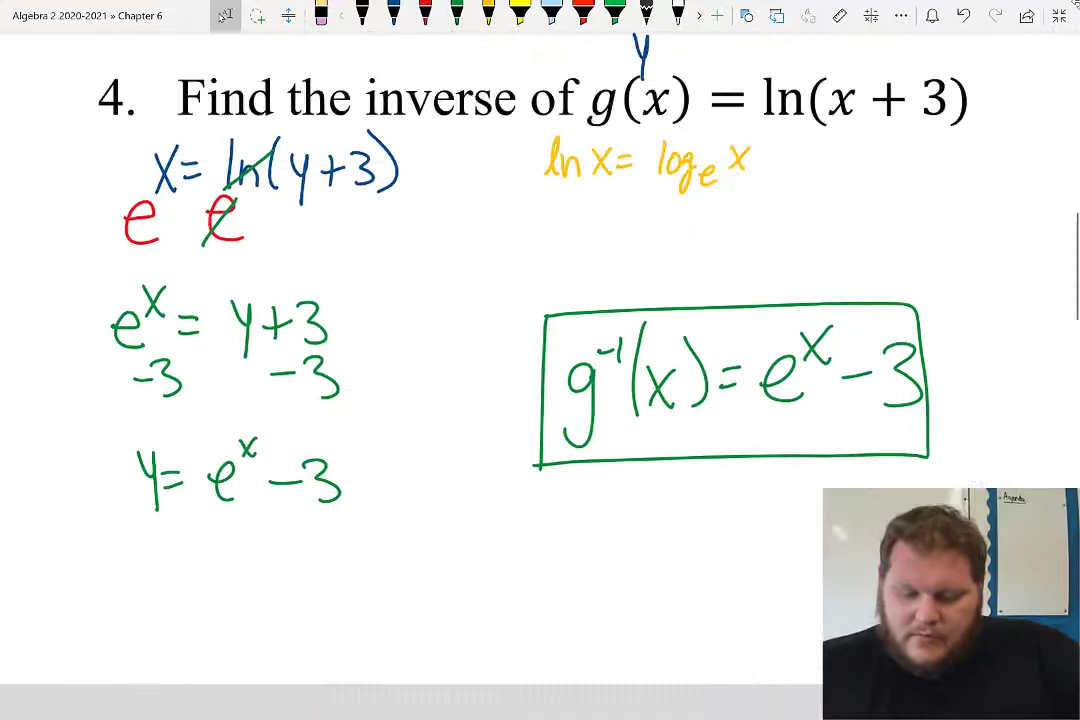 Algebra 2 2020-2021 » Chapter 6
y
4. Find the inverse of g(x) = ln(x + 3)
x = ln(y+3)
ln x = log_e x
e e
e^x = y+3
-3 -3
y = e^x - 3
g^-1(x) = e^x - 3
Agenda